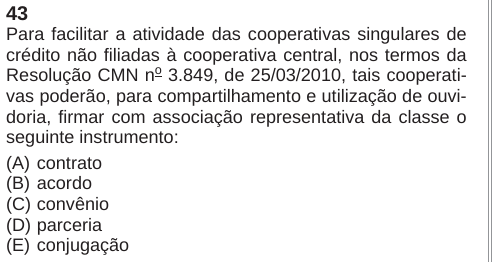 43
Para facilitar a atividade das cooperativas singulares de
crédito não filiadas à cooperativa central, nos termos da
Resolução CMN nº 3.849, de 25/03/2010, tais cooperati-
vas poderão, para compartilhamento e utilização de ouvi-
doria, firmar com associação representativa da classe o
seguinte instrumento:
(A) contrato
(B) acordo
(C) convênio
(D) parceria
(E) conjugação